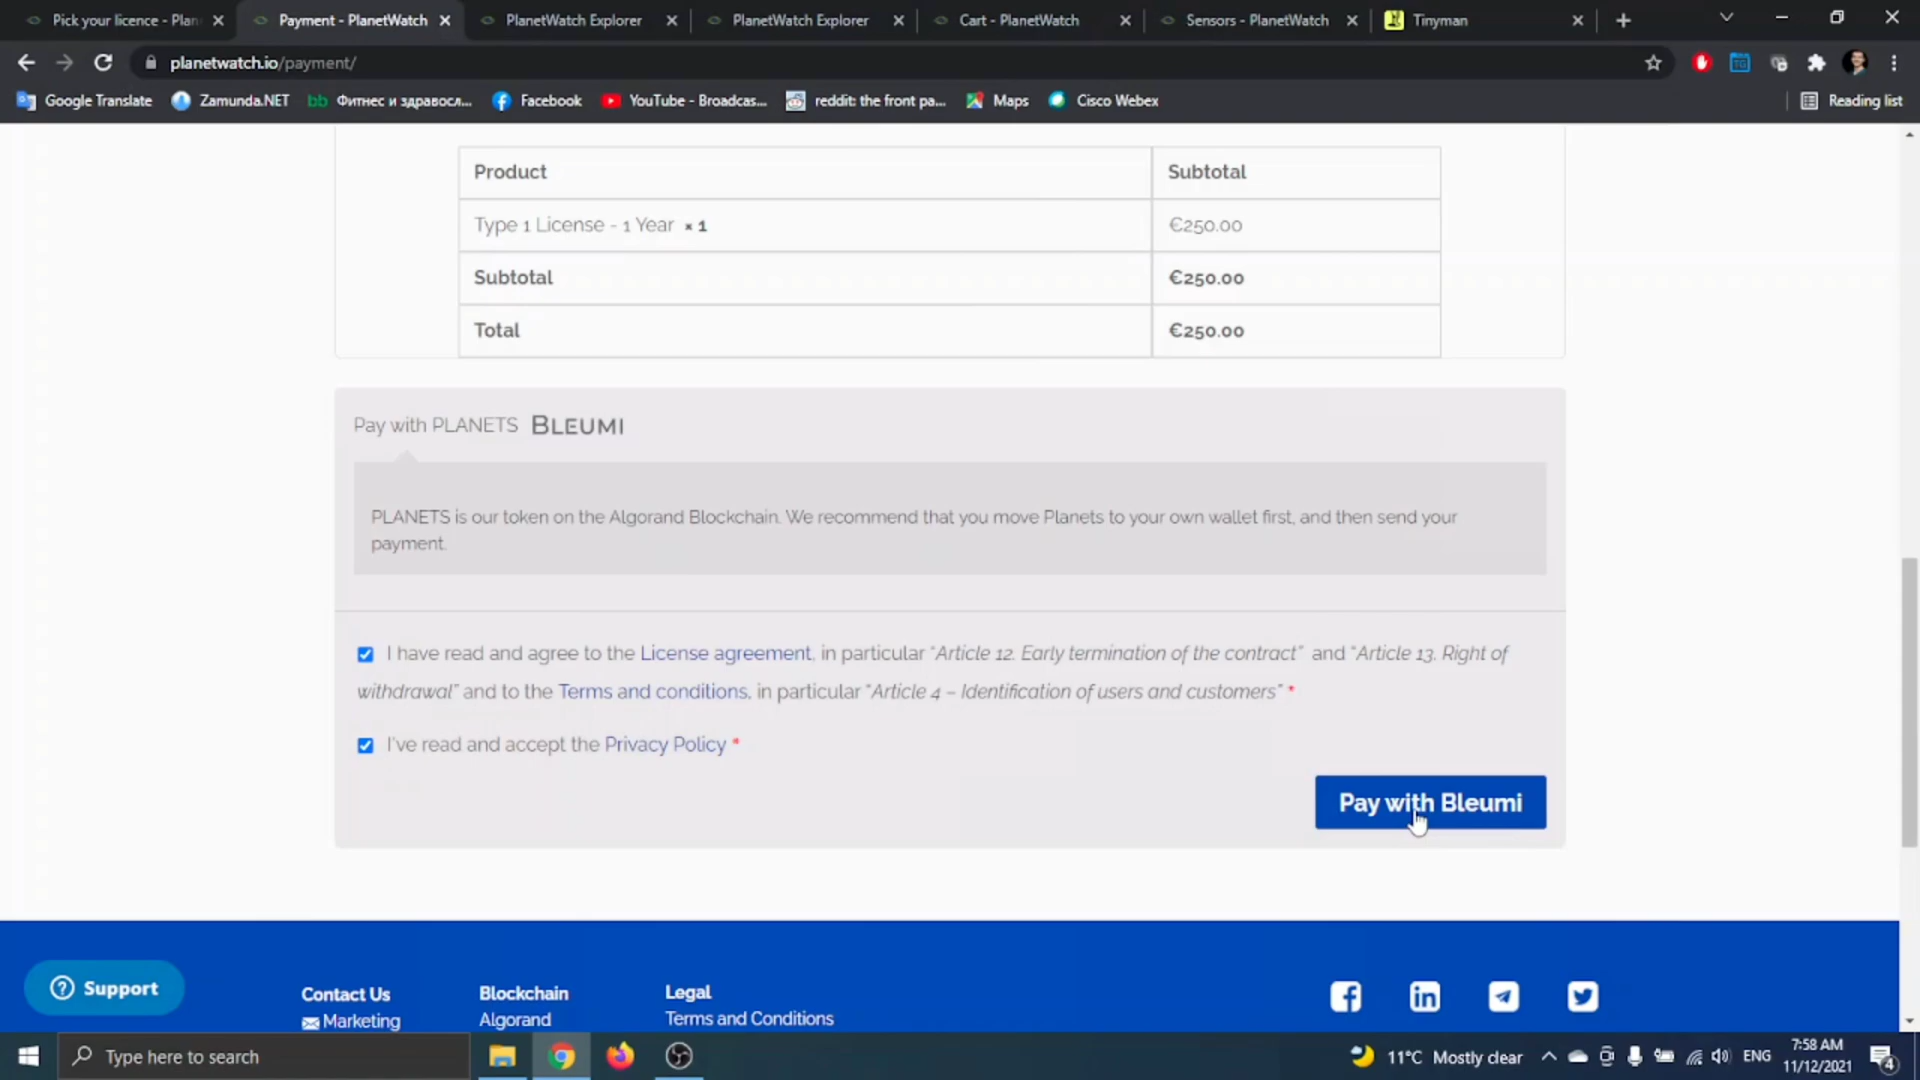 Pick your licence - Plan
Payment - PlanetWatch
PlanetWatch Explorer
PlanetWatch Explorer
Cart - PlanetWatch
Sensors - PlanetWatch
Tinyman
planetwatch.io/payment/
Google Translate
Zamunda.NET
bb Фитнес и здравосл...
Facebook
YouTube - Broadcas...
reddit: the front pa...
Maps
Cisco Webex
Reading list
Product Subtotal
Type 1 License - 1 Year × 1 €250.00
Subtotal €250.00
Total €250.00
Pay with PLANETS BLEUMI
PLANETS is our token on the Algorand Blockchain. We recommend that you move Planets to your own wallet first, and then send your
payment.
I have read and agree to the License agreement, in particular “Article 12. Early termination of the contract” and “Article 13. Right of
withdrawal” and to the Terms and conditions, in particular “Article 4 – Identification of users and customers” *
I've read and accept the Privacy Policy *
Pay with Bleumi
Support
Contact Us
Marketing
Blockchain
Algorand
Legal
Terms and Conditions
Type here to search
11°C Mostly clear
ENG
7:58 AM
11/12/2021
4